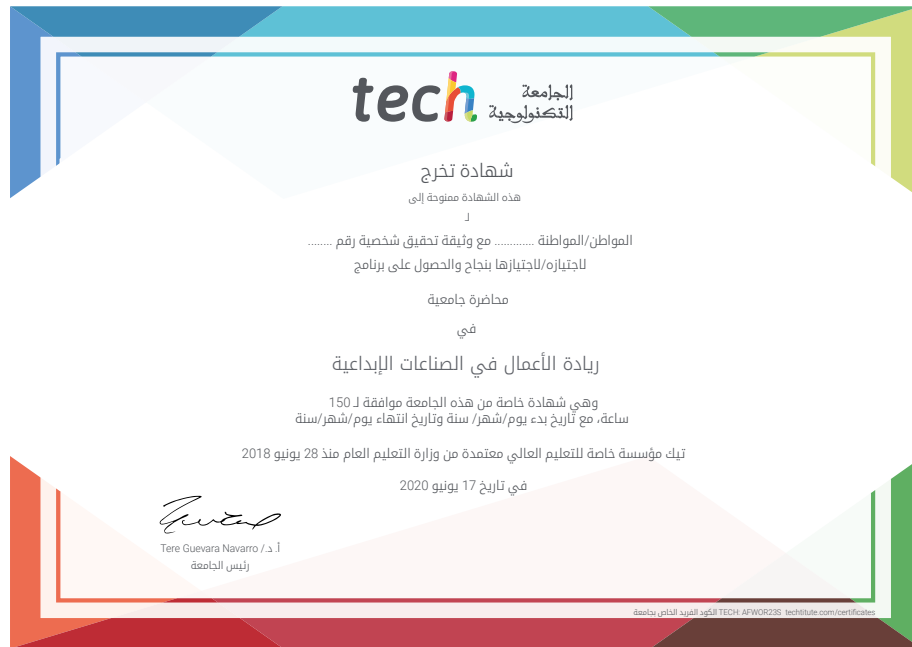 tech الجامعة
التكنولوجية
شهادة تخرج
هذه الشهادة ممنوحة إلى
لـ
المواطن/المواطنة ............ مع وثيقة تحقيق شخصية رقم ........
لاجتيازه/لاجتيازها بنجاح والحصول على برنامج
محاضرة جامعية
في
ريادة الأعمال في الصناعات الإبداعية
وهي شهادة خاصة من هذه الجامعة موافقة لـ 150
ساعة، مع تاريخ بدء يوم/شهر/ سنة وتاريخ انتهاء يوم/شهر/سنة
تيك مؤسسة خاصة للتعليم العالي معتمدة من وزارة التعليم العام منذ 28 يونيو 2018
في تاريخ 17 يونيو 2020
أ. د./ Tere Guevara Navarro
رئيس الجامعة
الكود الفريد الخاص بجامعة TECH: AFWOR23S techtitute.com/certificates